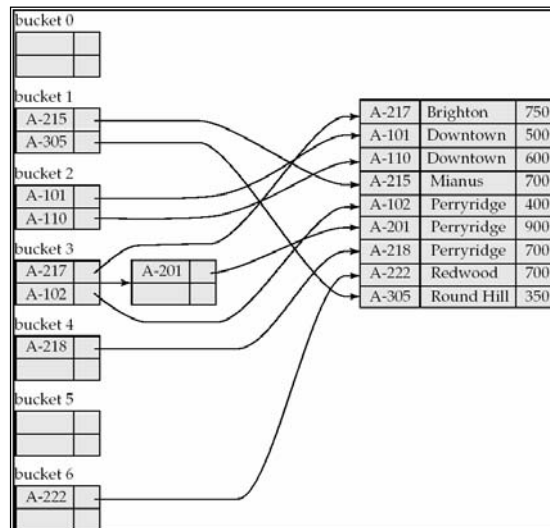 bucket 0
bucket 1
A-215
A-305
bucket 2
A-101
A-110
bucket 3
A-217
A-102
A-201
bucket 4
A-218
bucket 5
bucket 6
A-222
A-217 Brighton 750
A-101 Downtown 500
A-110 Downtown 600
A-215 Mianus 700
A-102 Perryridge 400
A-201 Perryridge 900
A-218 Perryridge 700
A-222 Redwood 700
A-305 Round Hill 350